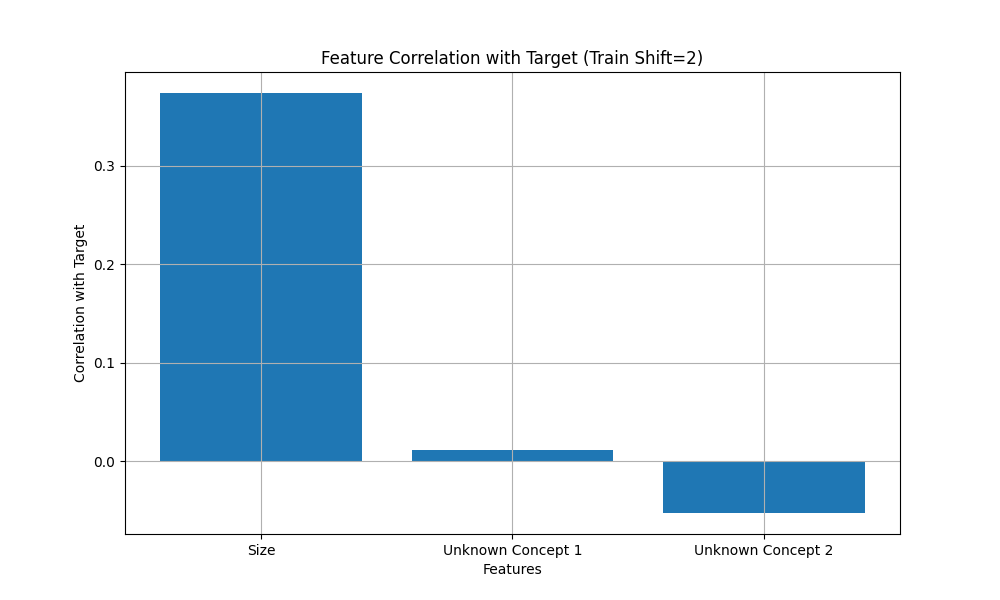 Feature Correlation with Target (Train Shift=2)
Correlation with Target
0.3
0.2
0.1
0.0
Size
Unknown Concept 1
Unknown Concept 2
Features